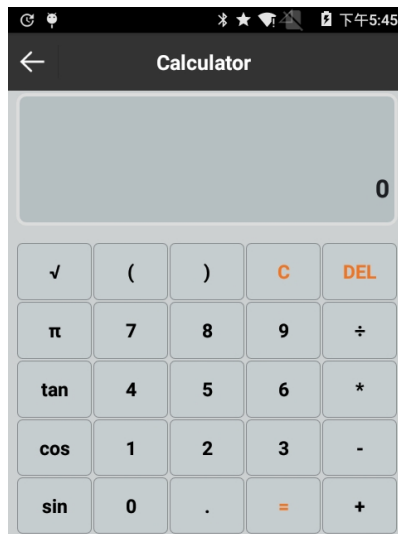 下午5:45
Calculator
0
√ ( ) C DEL
π 7 8 9 ÷
tan 4 5 6 *
cos 1 2 3 -
sin 0 . = +